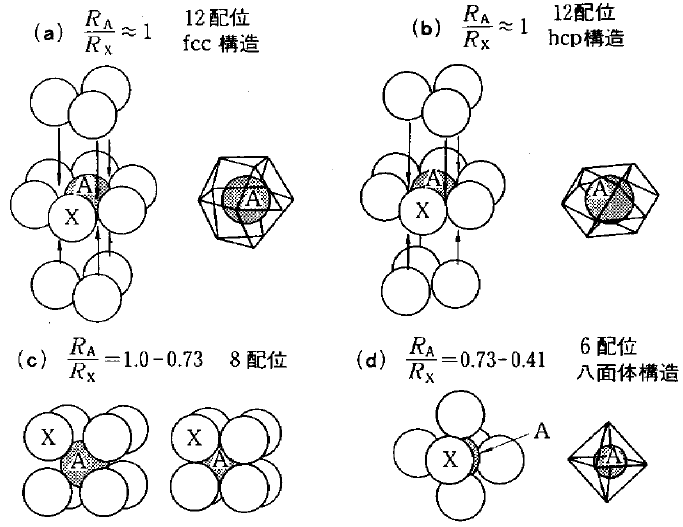 (a) R_A/R_X ≈ 1 12配位
fcc 構造
(b) R_A/R_X ≈ 1 12配位
hcp構造
A
A
X
A
A
X
(c) R_A/R_X = 1.0-0.73 8配位
(d) R_A/R_X = 0.73-0.41 6配位
八面体構造
X
A
X
A
X
A
A